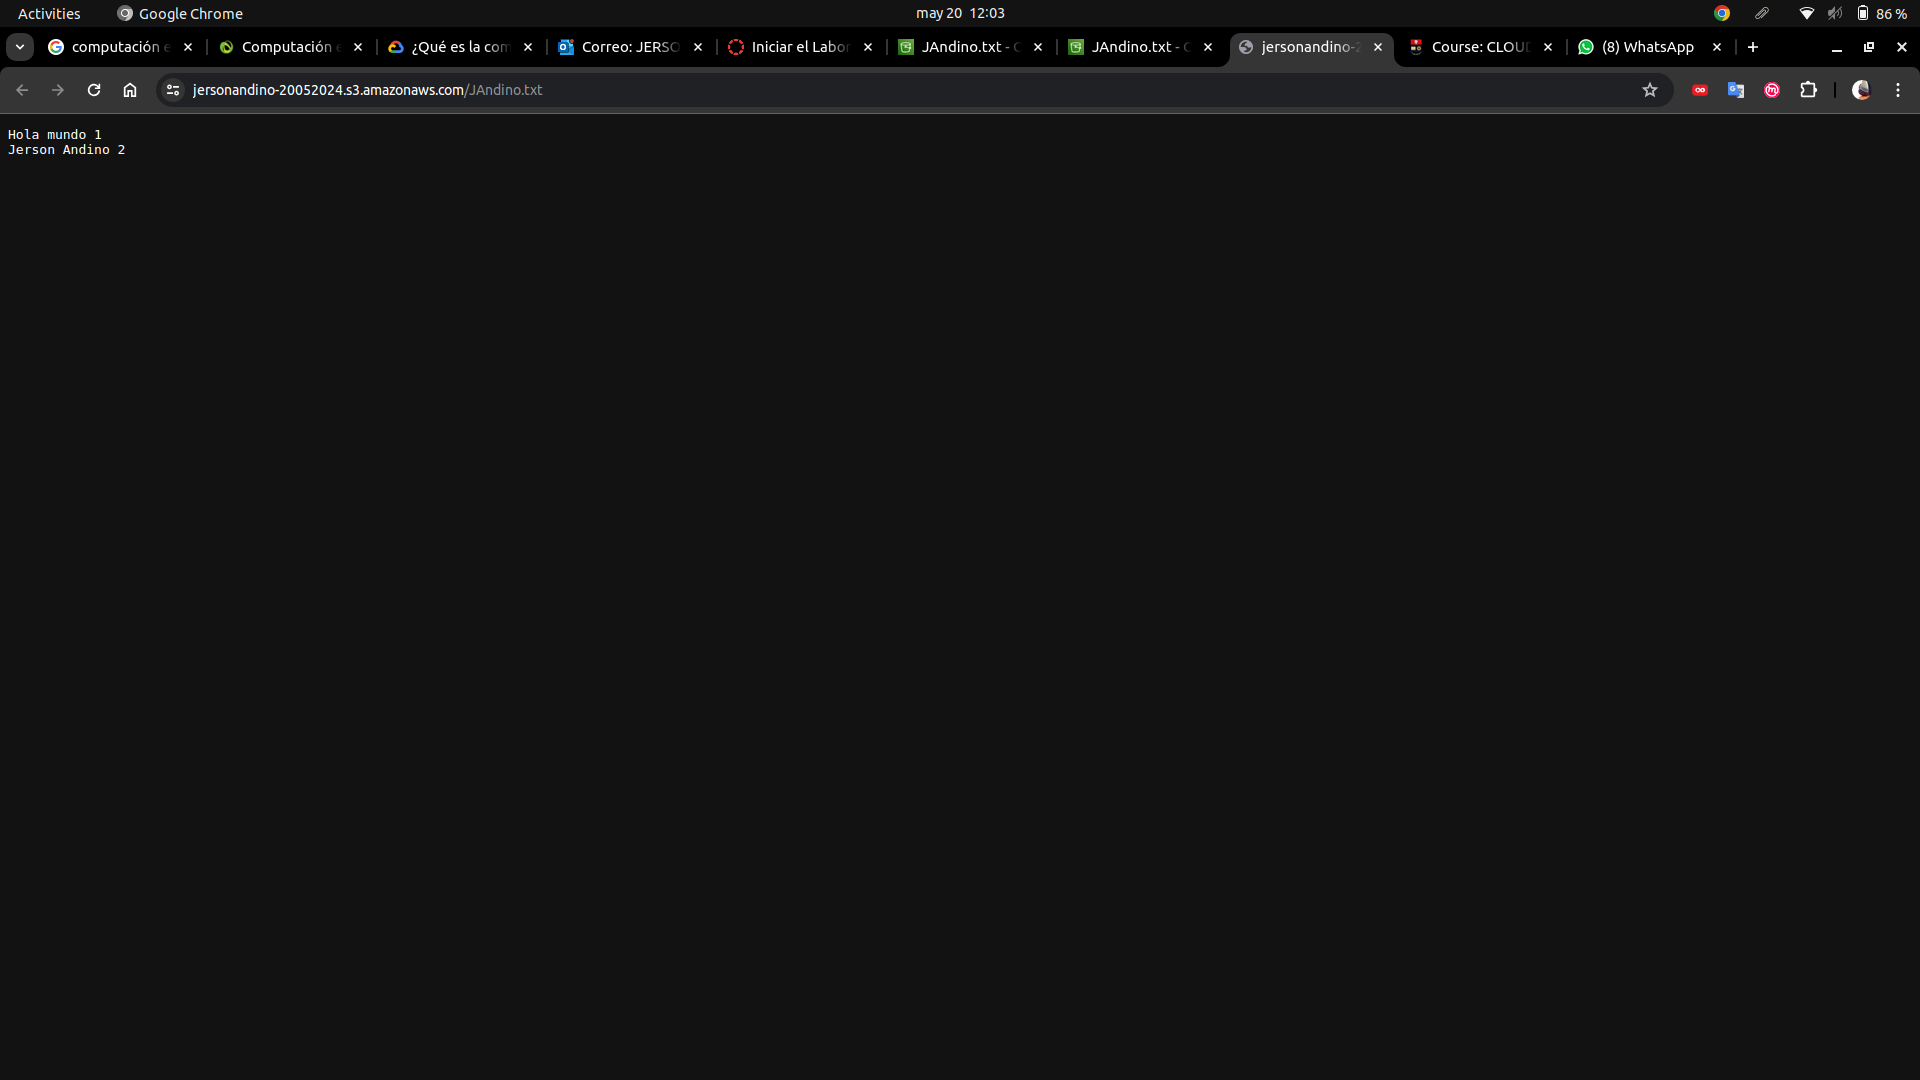 Activities Google Chrome may 20 12:03 86 %
computación Computación ¿Qué es la com Correo: JERSO Iniciar el Labor JAndino.txt - JAndino.txt - jersonandino-2 Course: CLOUD (8) WhatsApp
jersonandino-20052024.s3.amazonaws.com/JAndino.txt
Hola mundo 1
Jerson Andino 2